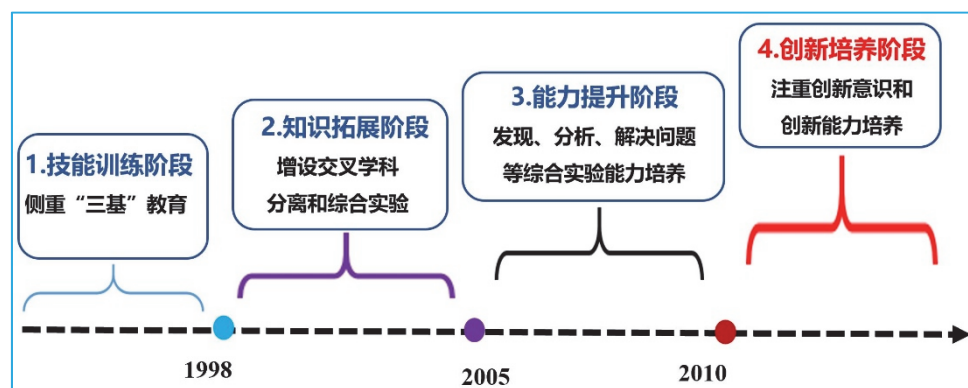 1.技能训练阶段
侧重“三基”教育
2.知识拓展阶段
增设交叉学科
分离和综合实验
3.能力提升阶段
发现、分析、解决问题
等综合实验能力培养
4.创新培养阶段
注重创新意识和
创新能力培养
1998
2005
2010